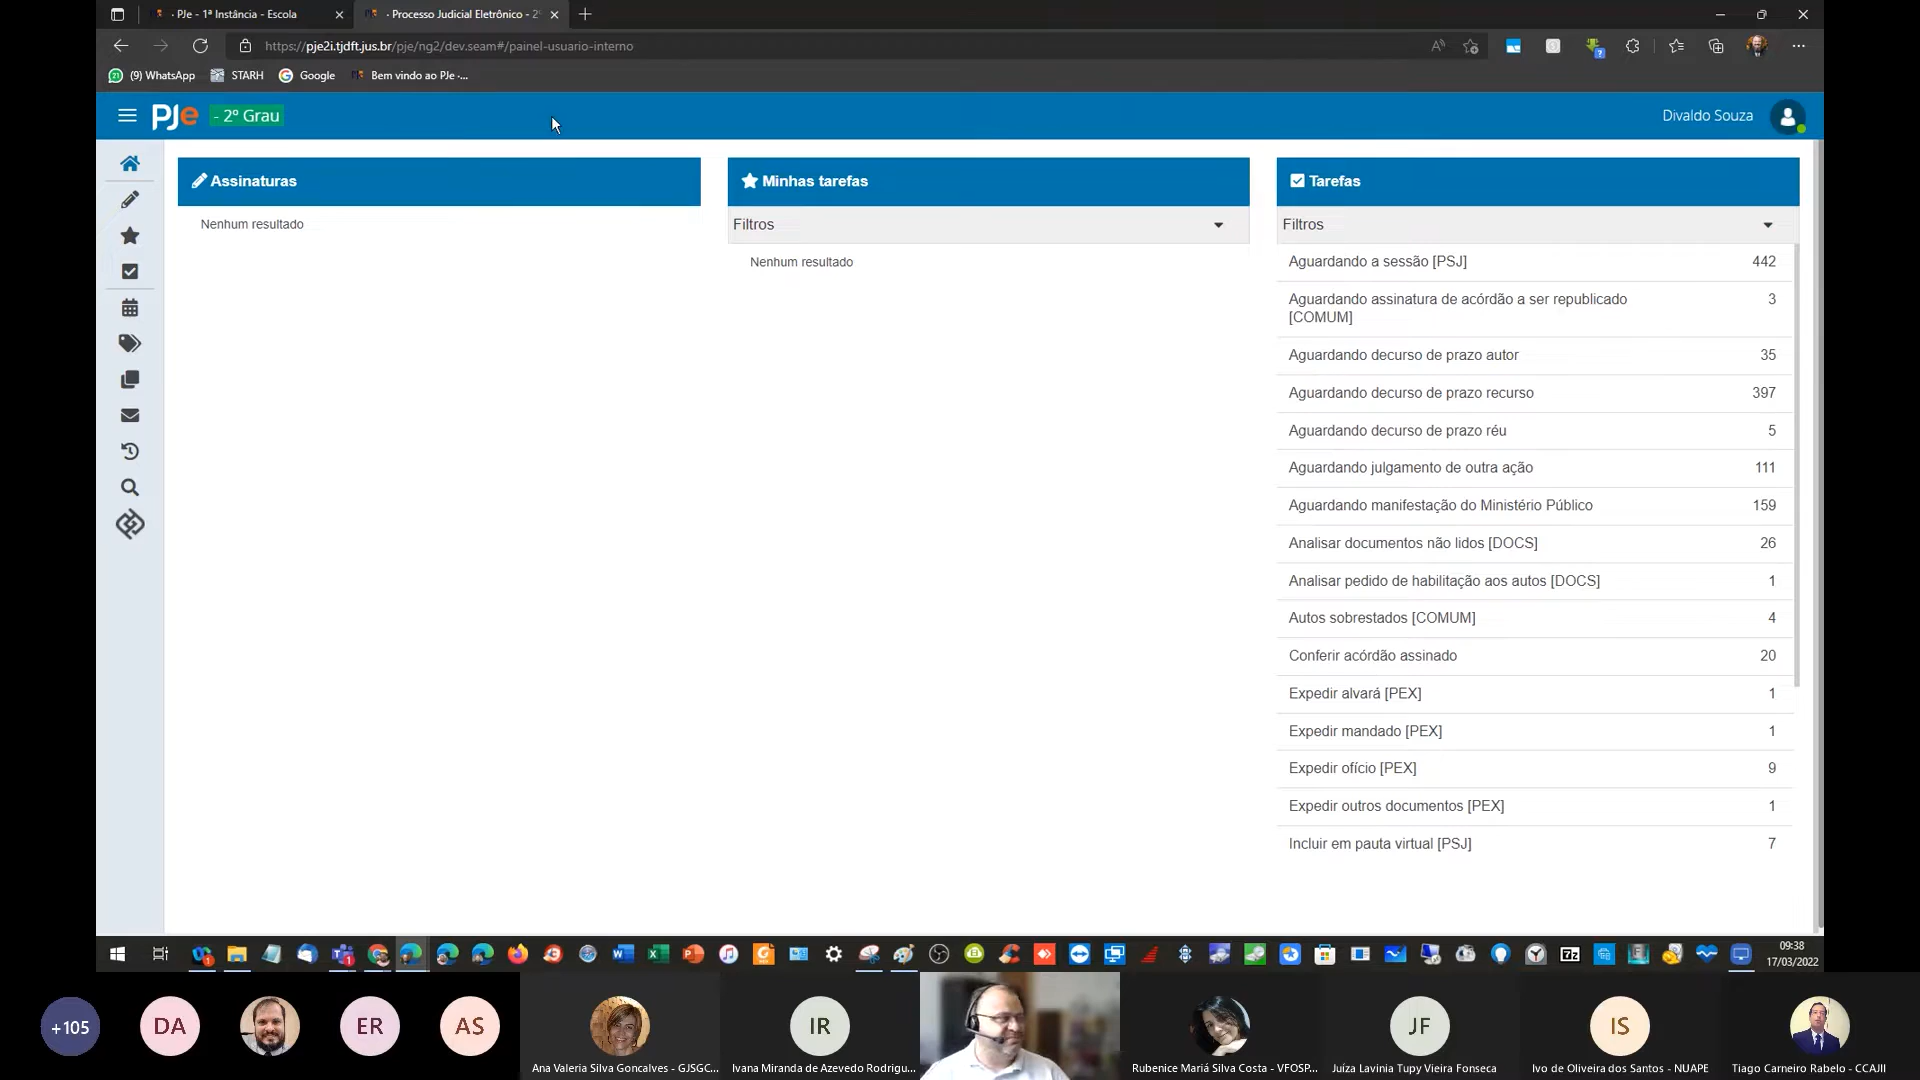 · PJe - 1ª Instância - Escola
· Processo Judicial Eletrônico - 2º
https://pje2i.tjdft.jus.br/pje/ng2/dev.seam#/painel-usuario-interno
(9) WhatsApp
STARH
Google
Bem vindo ao PJe ·...
PJe
- 2º Grau
Divaldo Souza
Assinaturas
Nenhum resultado
Minhas tarefas
Filtros
Nenhum resultado
Tarefas
Filtros
Aguardando a sessão [PSJ] 442
Aguardando assinatura de acórdão a ser republicado 3
[COMUM]
Aguardando decurso de prazo autor 35
Aguardando decurso de prazo recurso 397
Aguardando decurso de prazo réu 5
Aguardando julgamento de outra ação 111
Aguardando manifestação do Ministério Público 159
Analisar documentos não lidos [DOCS] 26
Analisar pedido de habilitação aos autos [DOCS] 1
Autos sobrestados [COMUM] 4
Conferir acórdão assinado 20
Expedir alvará [PEX] 1
Expedir mandado [PEX] 1
Expedir ofício [PEX] 9
Expedir outros documentos [PEX] 1
Incluir em pauta virtual [PSJ] 7
09:38
17/03/2022
+105
DA
ER
AS
IR
JF
IS
Ana Valeria Silva Goncalves - GJSGC...
Ivana Miranda de Azevedo Rodrigu...
Rubenice Mariá Silva Costa - VFOSP...
Juíza Lavinia Tupy Vieira Fonseca
Ivo de Oliveira dos Santos - NUAPE
Tiago Carneiro Rabelo - CCAJII